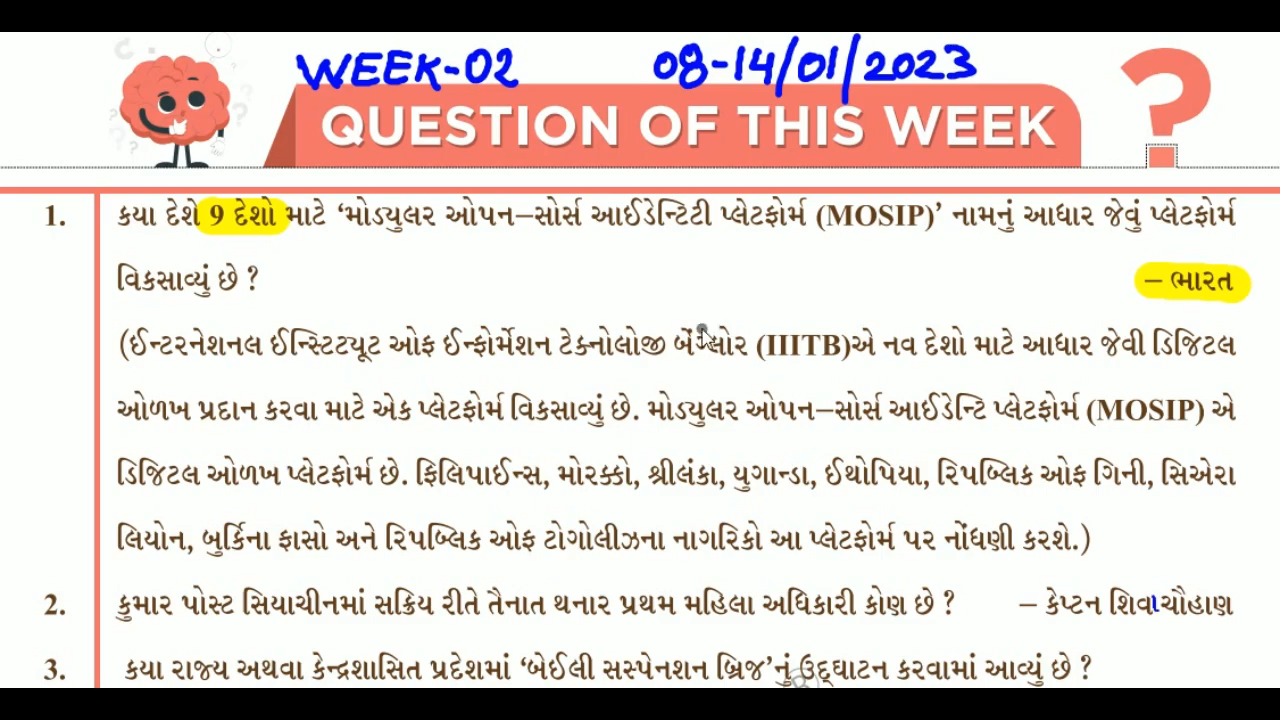 WEEK-02 08-14/01/2023
QUESTION OF THIS WEEK ?
1. કયા દેશે 9 દેશો માટે ‘મોડ્યુલર ઓપન–સોર્સ આઈડેન્ટિટી પ્લેટફોર્મ (MOSIP)’ નામનું આધાર જેવું પ્લેટફોર્મ
વિકસાવ્યું છે ? – ભારત
(ઈન્ટરનેશનલ ઈન્સ્ટિટયૂટ ઓફ ઈન્ફોર્મેશન ટેક્નોલોજી બેંગ્લોર (IIITB)એ નવ દેશો માટે આધાર જેવી ડિજિટલ
ઓળખ પ્રદાન કરવા માટે એક પ્લેટફોર્મ વિકસાવ્યું છે. મોડ્યુલર ઓપન–સોર્સ આઈડેન્ટિ પ્લેટફોર્મ (MOSIP) એ
ડિજિટલ ઓળખ પ્લેટફોર્મ છે. ફિલિપાઈન્સ, મોરક્કો, શ્રીલંકા, યુગાન્ડા, ઈથોપિયા, રિપબ્લિક ઓફ ગિની, સિએરા
લિયોન, બુર્કિના ફાસો અને રિપબ્લિક ઓફ ટોગોલીઝના નાગરિકો આ પ્લેટફોર્મ પર નોંધણી કરશે.)
2. કુમાર પોસ્ટ સિયાચીનમાં સક્રિય રીતે તૈનાત થનાર પ્રથમ મહિલા અધિકારી કોણ છે ? – કેપ્ટન શિવા ચૌહાણ
3. કયા રાજ્ય અથવા કેન્દ્રશાસિત પ્રદેશમાં ‘બેઈલી સસ્પેનશન બ્રિજ’નું ઉદ્‌ઘાટન કરવામાં આવ્યું છે ?